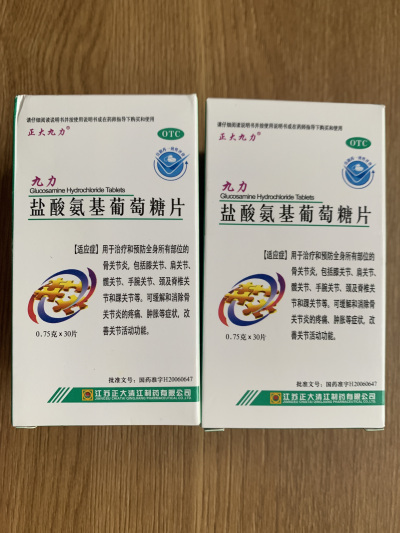 请仔细阅读说明书并按使用说明书或在药师指导下购买和使用
正大九力®
OTC
九力
Glucosamine Hydrochloride Tablets
盐酸氨基葡萄糖片
【适应症】用于治疗和预防全身所有部位的
骨关节炎,包括膝关节、肩关节、
髋关节、手腕关节、颈及脊椎关节
和踝关节等。可缓解和消除骨
关节炎的疼痛、肿胀等症状,改
善关节活动功能。
0.75克×30片
批准文号:国药准字H20060647
江苏正大清江制药有限公司
JIANGSU CHIATAI QINGJIANG PHARMACEUTICAL CO.,LTD.
请仔细阅读说明书并按使用说明书或在药师指导下购买和使用
正大九力®
OTC
九力
Glucosamine Hydrochloride Tablets
盐酸氨基葡萄糖片
【适应症】用于治疗和预防全身所有部位的
骨关节炎,包括膝关节、肩关节、
髋关节、手腕关节、颈及脊椎关节
和踝关节等。可缓解和消除骨
关节炎的疼痛、肿胀等症状,改
善关节活动功能。
0.75克×30片
批准文号:国药准字H20060647
江苏正大清江制药有限公司
JIANGSU CHIATAI QINGJIANG PHARMACEUTICAL CO.,LTD.